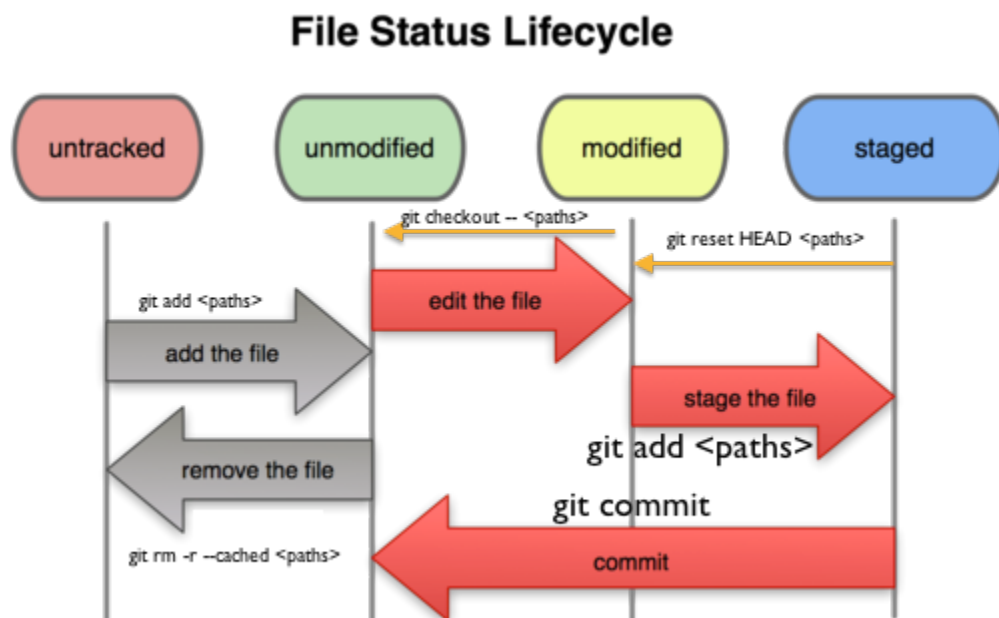 File Status Lifecycle
untracked
unmodified
modified
staged
git checkout -- <paths>
git reset HEAD <paths>
git add <paths>
edit the file
add the file
stage the file
git add <paths>
remove the file
git commit
git rm -r --cached <paths>
commit